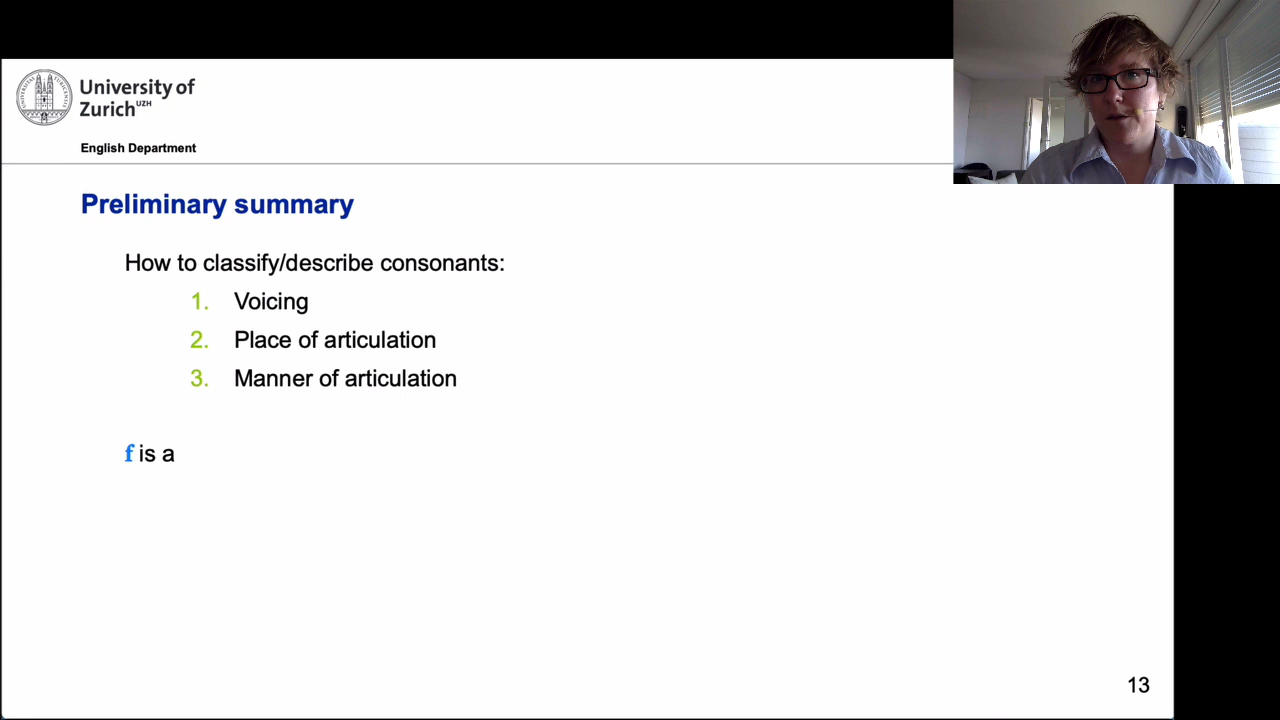 University of
Zurich UZH
English Department
Preliminary summary
How to classify/describe consonants:
1. Voicing
2. Place of articulation
3. Manner of articulation
f is a
13